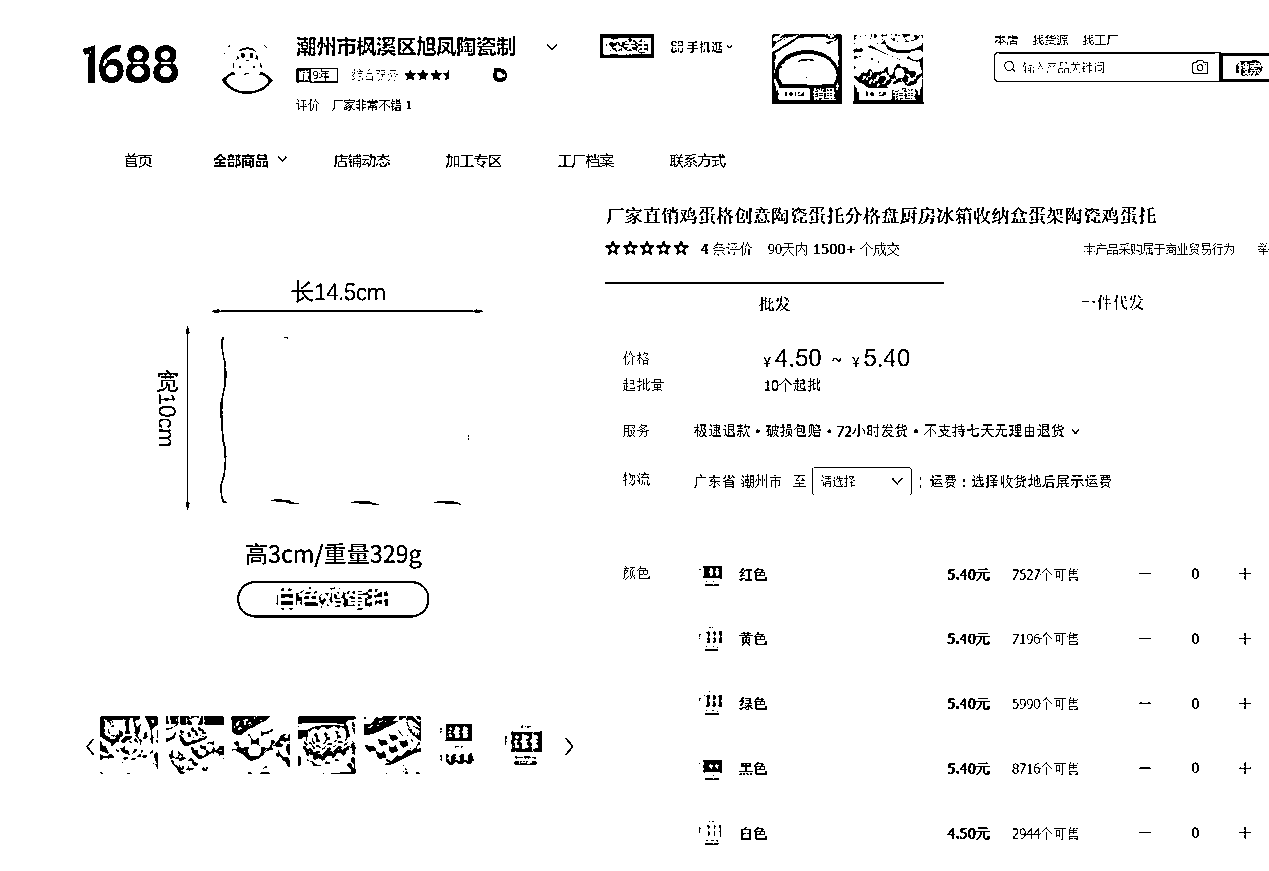 1688
潮州市枫溪区旭凤陶瓷制
9年 综合评分
评价 厂家非常不错 1
手机逛
销量
销量
本店 找货源 找工厂
输入产品关键词
搜索
首页 全部商品 店铺动态 加工专区 工厂档案 联系方式
厂家直销鸡蛋格创意陶瓷蛋托分格盘厨房冰箱收纳盒蛋架陶瓷鸡蛋托
4 条评价 90天内 1500+ 个成交
本产品采购属于商业贸易行为
批发 一件代发
价格 ¥4.50 ~ ¥5.40
起批量 10个起批
服务 极速退款 • 破损包赔 • 72小时发货 • 不支持七天无理由退货
物流 广东省 潮州市 至 请选择 运费：选择收货地后展示运费
长14.5cm
宽10cm
高3cm/重量329g
白色鸡蛋托
颜色 红色 5.40元 7527个可售 — 0 +
黄色 5.40元 7196个可售 — 0 +
绿色 5.40元 5990个可售 — 0 +
黑色 5.40元 8716个可售 — 0 +
白色 4.50元 2944个可售 — 0 +